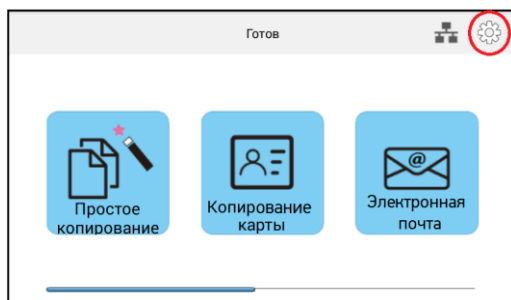 Готов
@
Простое
копирование
Копирование
карты
Электронная
почта